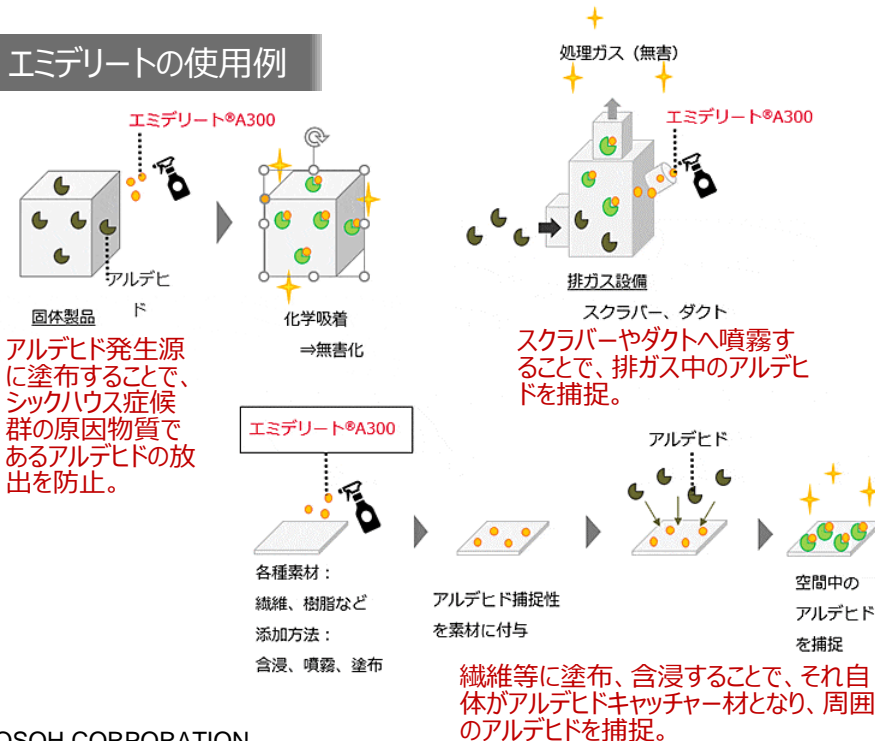 エミデリートの使用例
エミデリート®A300
アルデヒ
ド
固体製品
化学吸着
⇒無害化
アルデヒド発生源
に塗布することで、
シックハウス症候
群の原因物質で
あるアルデヒドの放
出を防止。
処理ガス（無害）
エミデリート®A300
排ガス設備
スクラバー、ダクト
スクラバーやダクトへ噴霧す
ることで、排ガス中のアルデヒ
ドを捕捉。
エミデリート®A300
各種素材：
繊維、樹脂など
添加方法：
含浸、噴霧、塗布
アルデヒド捕捉性
を素材に付与
アルデヒド
空間中の
アルデヒド
を捕捉
繊維等に塗布、含浸することで、それ自
体がアルデヒドキャッチャー材となり、周囲
のアルデヒドを捕捉。
OSOH CORPORATION